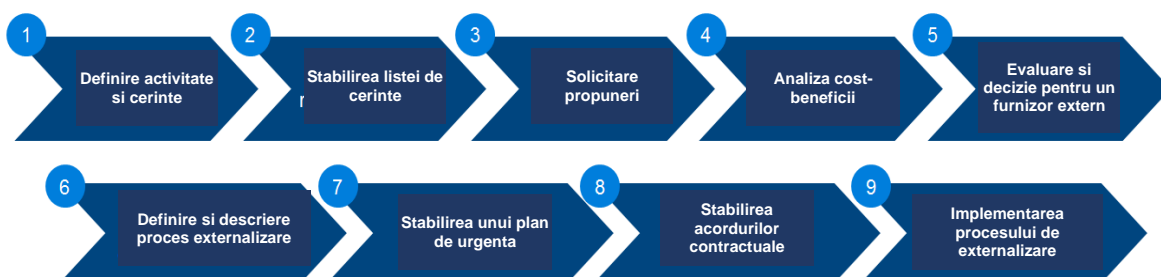 1
Definire activitate
si cerinte
2
Stabilirea listei de
cerinte
3
Solicitare
propuneri
4
Analiza cost-
beneficii
5
Evaluare si
decizie pentru un
furnizor extern
6
Definire si descriere
proces externalizare
7
Stabilirea unui plan
de urgenta
8
Stabilirea
acordurilor
contractuale
9
Implementarea
procesului de
externalizare